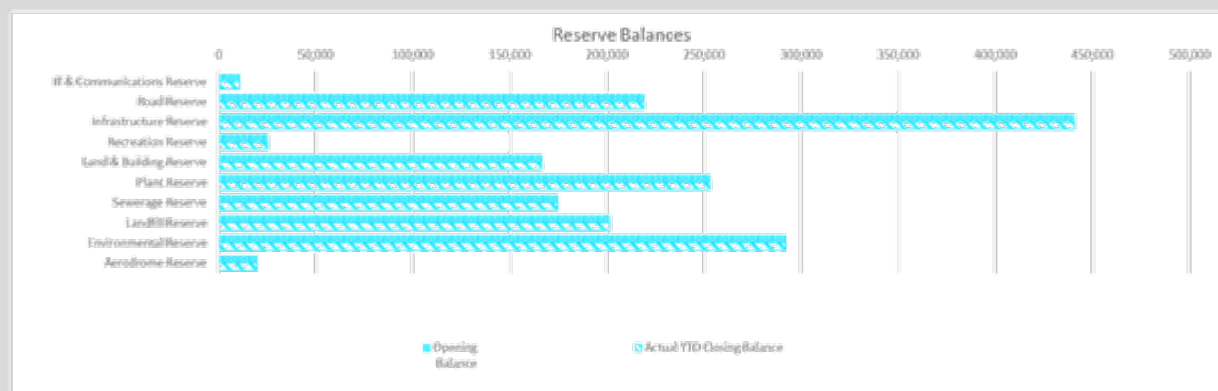 Reserve Balances
0 50,000 100,000 150,000 200,000 250,000 300,000 350,000 400,000 450,000 500,000
IT & Communications Reserve
Road Reserve
Infrastructure Reserve
Recreation Reserve
Land & Building Reserve
Plant Reserve
Sewerage Reserve
Landfill Reserve
Environmental Reserve
Aerodrome Reserve
Opening Actual YTD Closing Balance
Balance